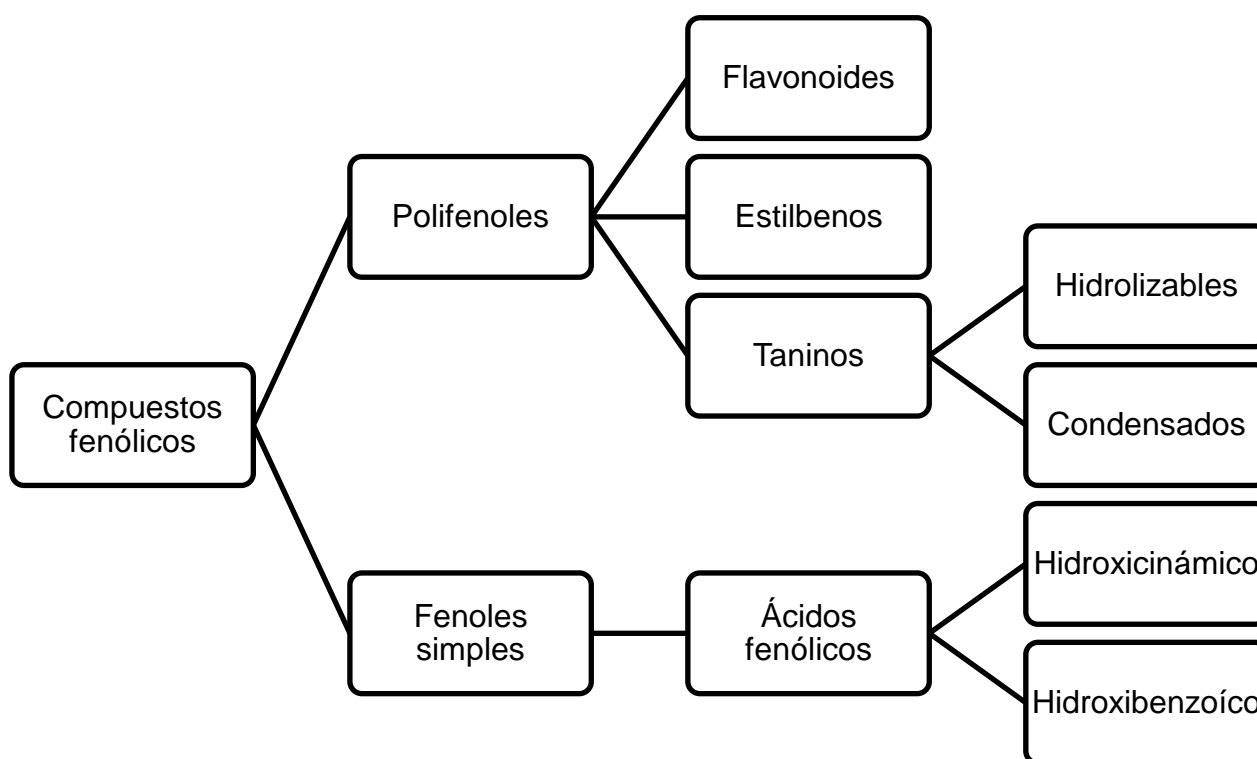 Flavonoides
Polifenoles
Estilbenos
Hidrolizables
Taninos
Compuestos
fenólicos
Condensados
Hidroxicinámico
Fenoles
simples
Ácidos
fenólicos
Hidroxibenzoíco